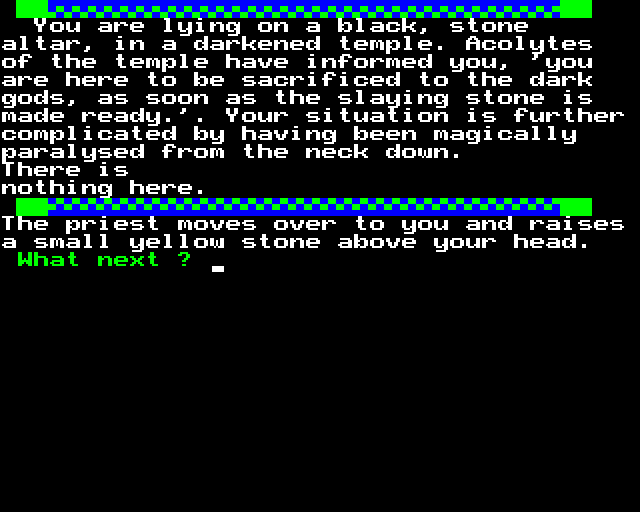 You are lying on a black, stone
altar, in a darkened temple. Acolytes
of the temple have informed you, 'you
are here to be sacrificed to the dark
gods, as soon as the slaying stone is
made ready.'. Your situation is further
complicated by having been magically
paralysed from the neck down.
There is
nothing here.
The priest moves over to you and raises
a small yellow stone above your head.
What next ?